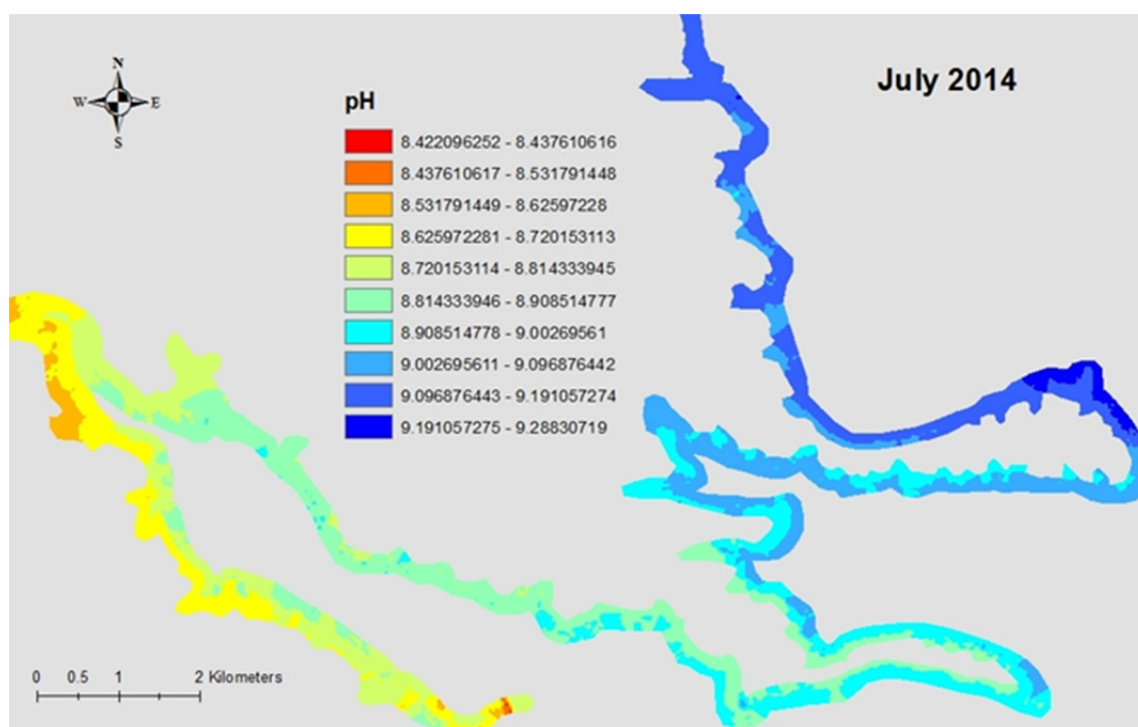 July 2014
N
W E
S
pH
8.422096252 - 8.437610616
8.437610617 - 8.531791448
8.531791449 - 8.62597228
8.625972281 - 8.720153113
8.720153114 - 8.814333945
8.814333946 - 8.908514777
8.908514778 - 9.00269561
9.002695611 - 9.096876442
9.096876443 - 9.191057274
9.191057275 - 9.28830719
0 0.5 1 2 Kilometers